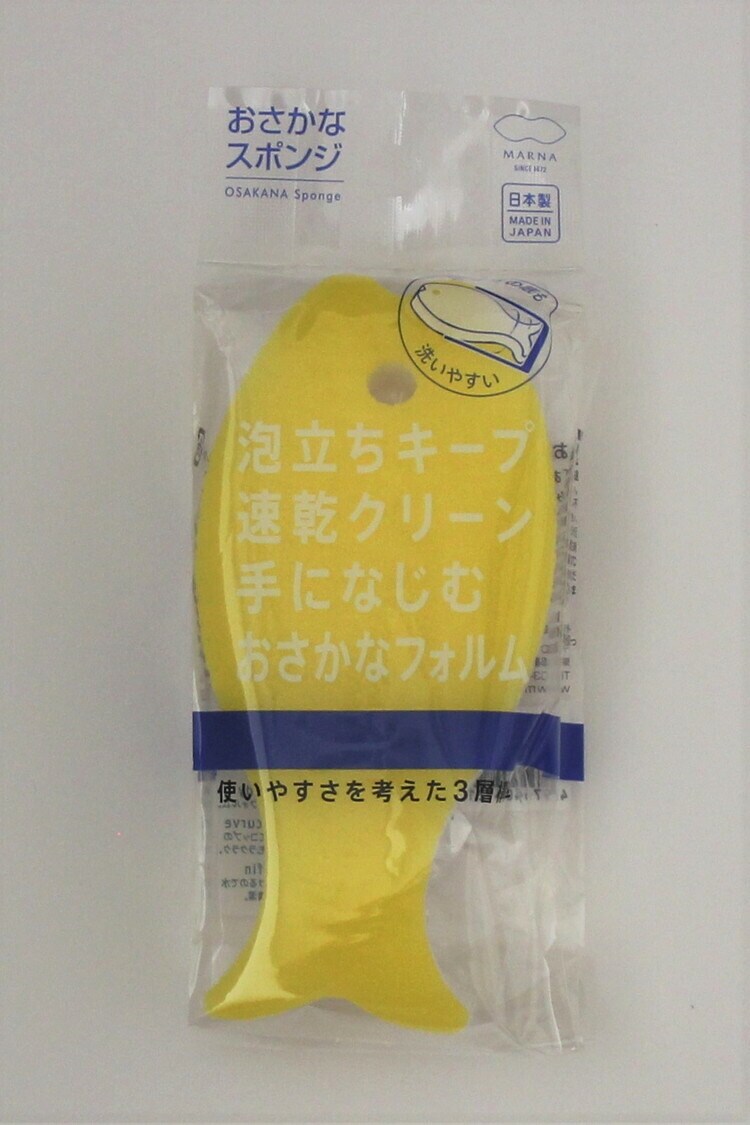 おさかな
スポンジ
OSAKANA Sponge
MARNA
SINCE 1872
日本製
MADE IN
JAPAN
洗いやすい
泡立ちキープ
速乾クリーン
手になじむ
おさかなフォルム
使いやすさを考えた3層
curve
fin